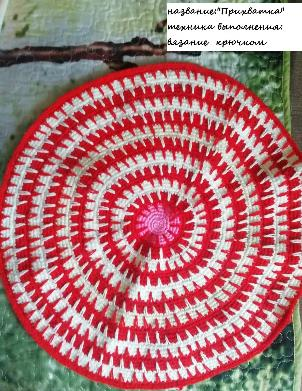 название:"Прихватка"
техника выполнения:
вязание крючком